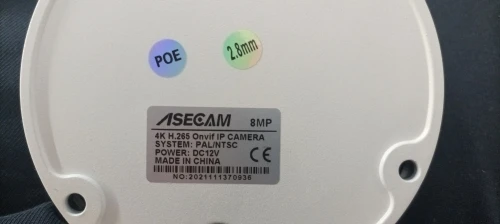 POE
2.8mm
ASECAM 8MP
4K H.265 Onvif IP CAMERA
SYSTEM: PAL/NTSC
POWER: DC12V
MADE IN CHINA
CE
NO:2021111370936